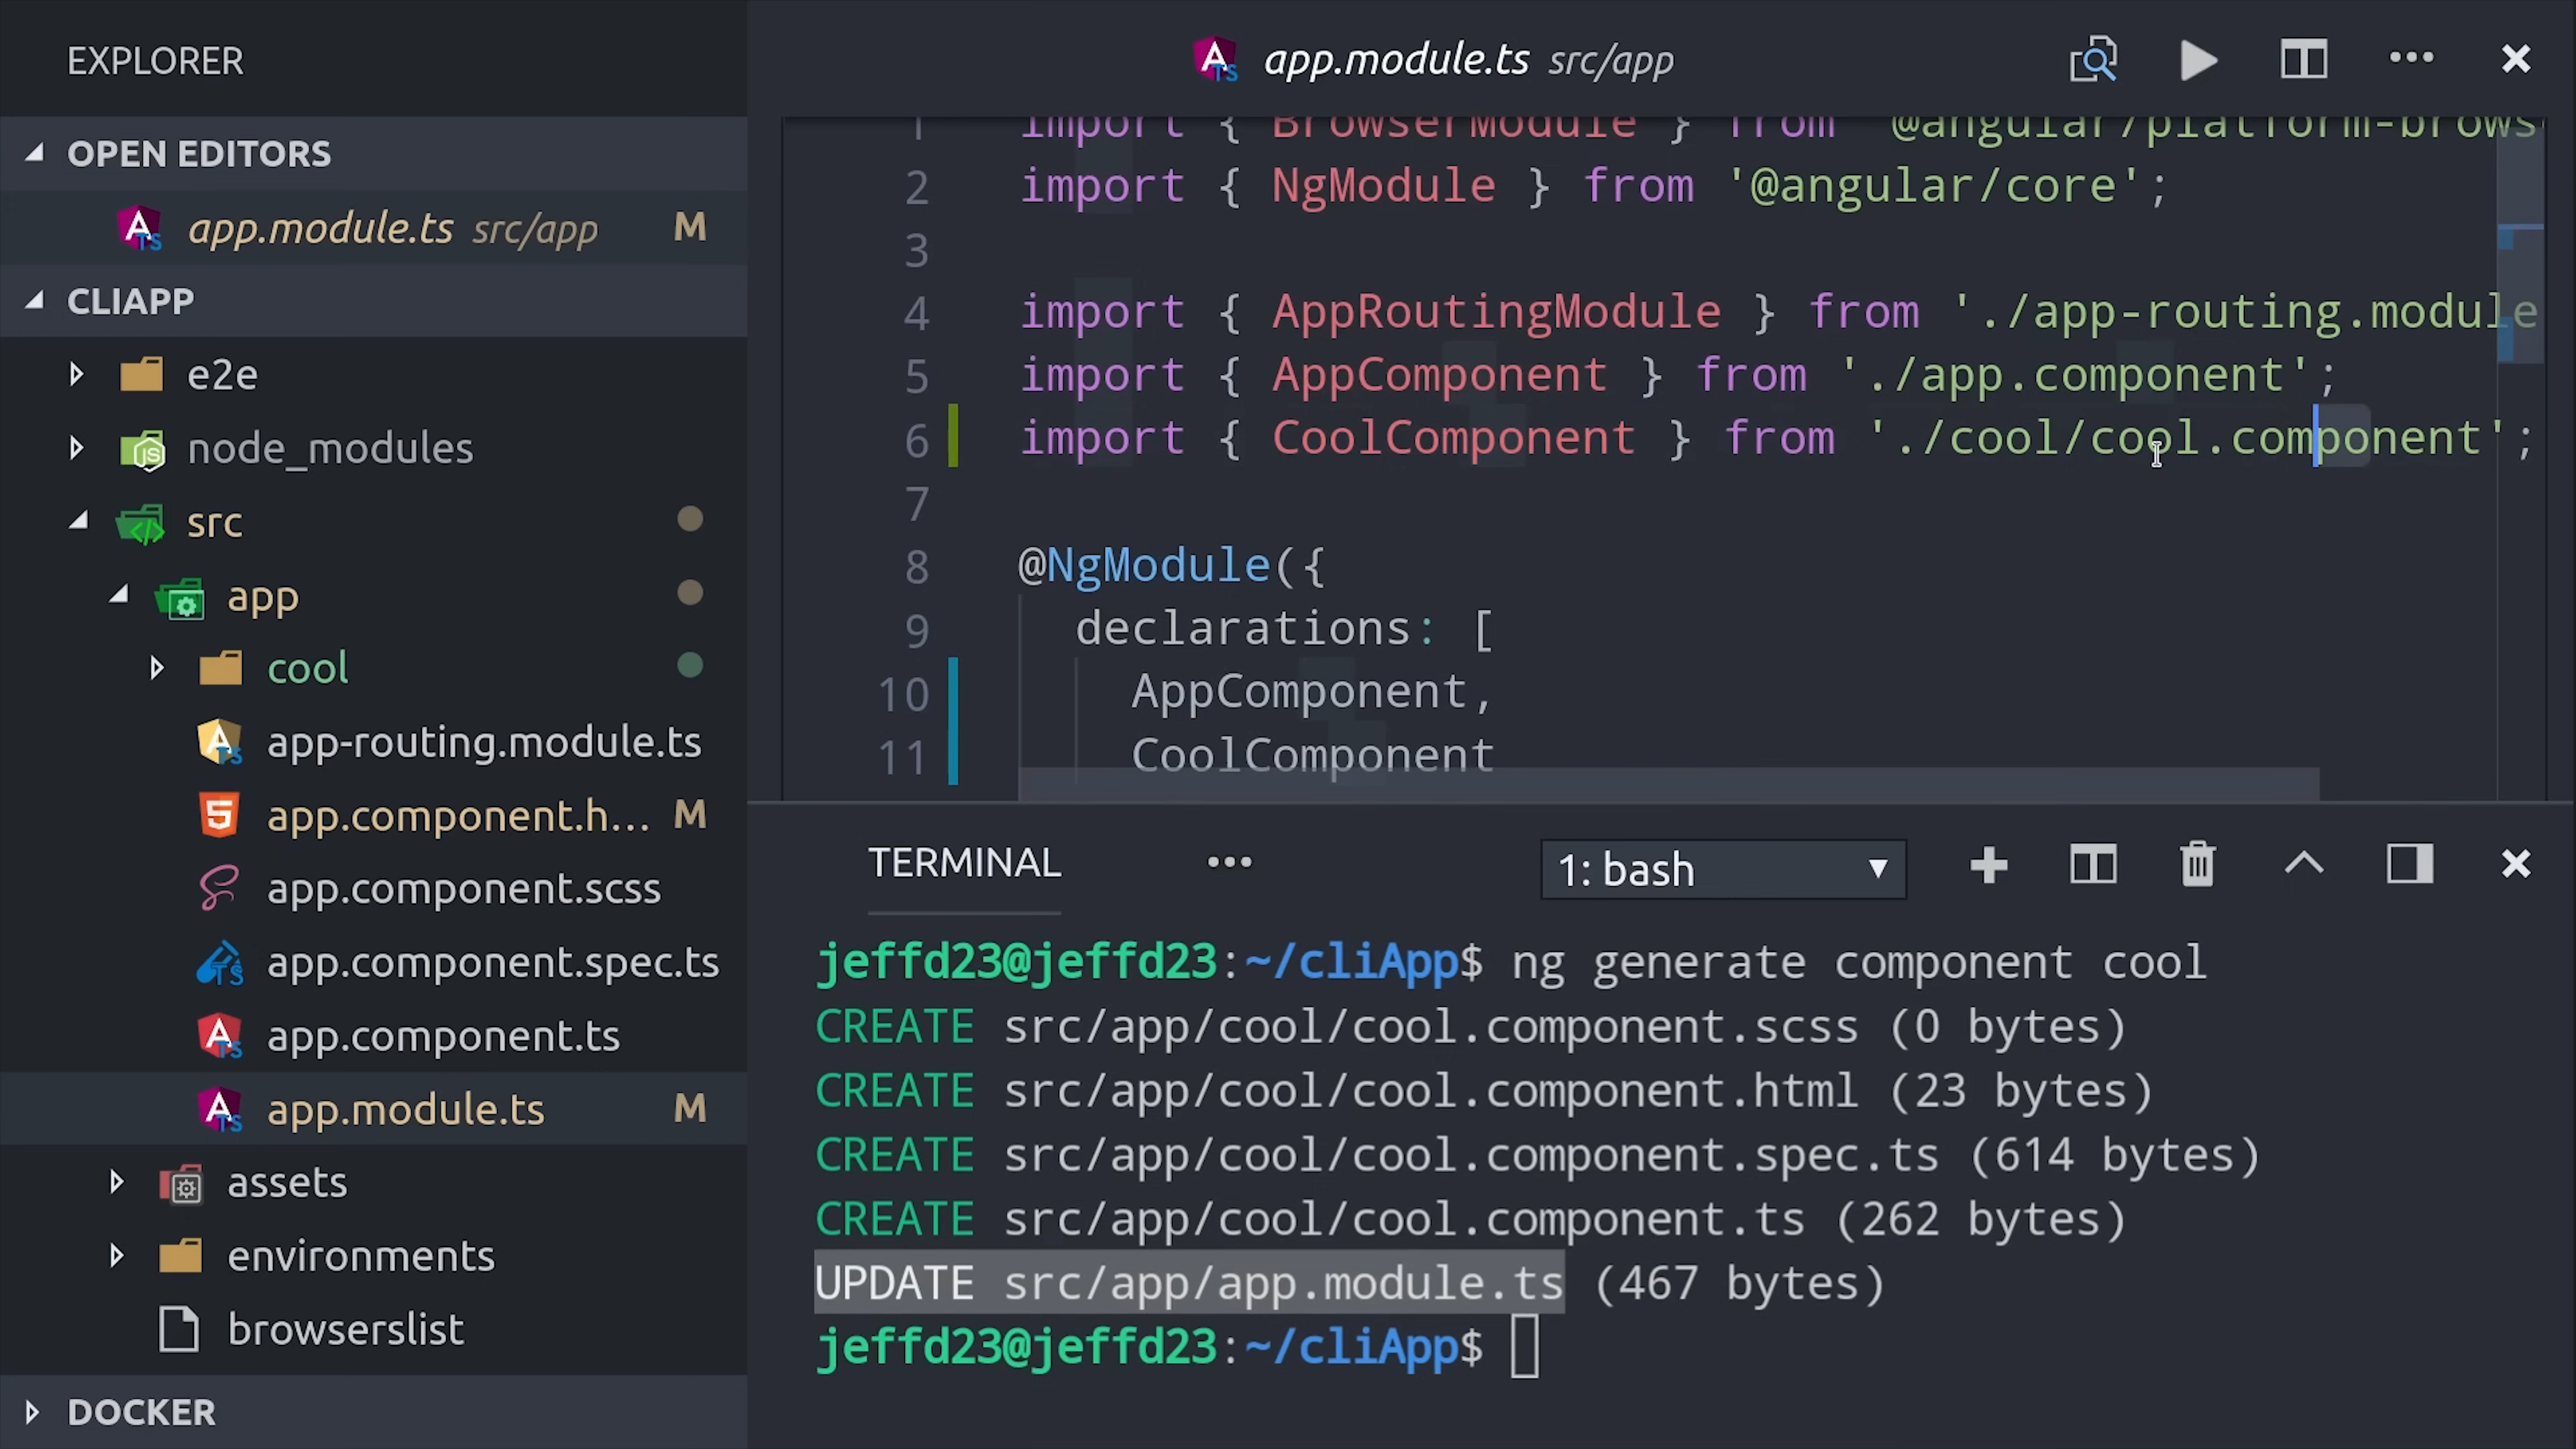 EXPLORER
OPEN EDITORS
app.module.ts src/app M
CLIAPP
e2e
node_modules
src
app
cool
app-routing.module.ts
app.component.h... M
app.component.scss
app.component.spec.ts
app.component.ts
app.module.ts M
assets
environments
browserslist
DOCKER
app.module.ts src/app
1 import { BrowserModule } from '@angular/platform-brows
2 import { NgModule } from '@angular/core';
3
4 import { AppRoutingModule } from './app-routing.module
5 import { AppComponent } from './app.component';
6 import { CoolComponent } from './cool/cool.component';
7
8 @NgModule({
9 declarations: [
10 AppComponent,
11 CoolComponent
TERMINAL ••• 1: bash
jeffd23@jeffd23:~/cliApp$ ng generate component cool
CREATE src/app/cool/cool.component.scss (0 bytes)
CREATE src/app/cool/cool.component.html (23 bytes)
CREATE src/app/cool/cool.component.spec.ts (614 bytes)
CREATE src/app/cool/cool.component.ts (262 bytes)
UPDATE src/app/app.module.ts (467 bytes)
jeffd23@jeffd23:~/cliApp$